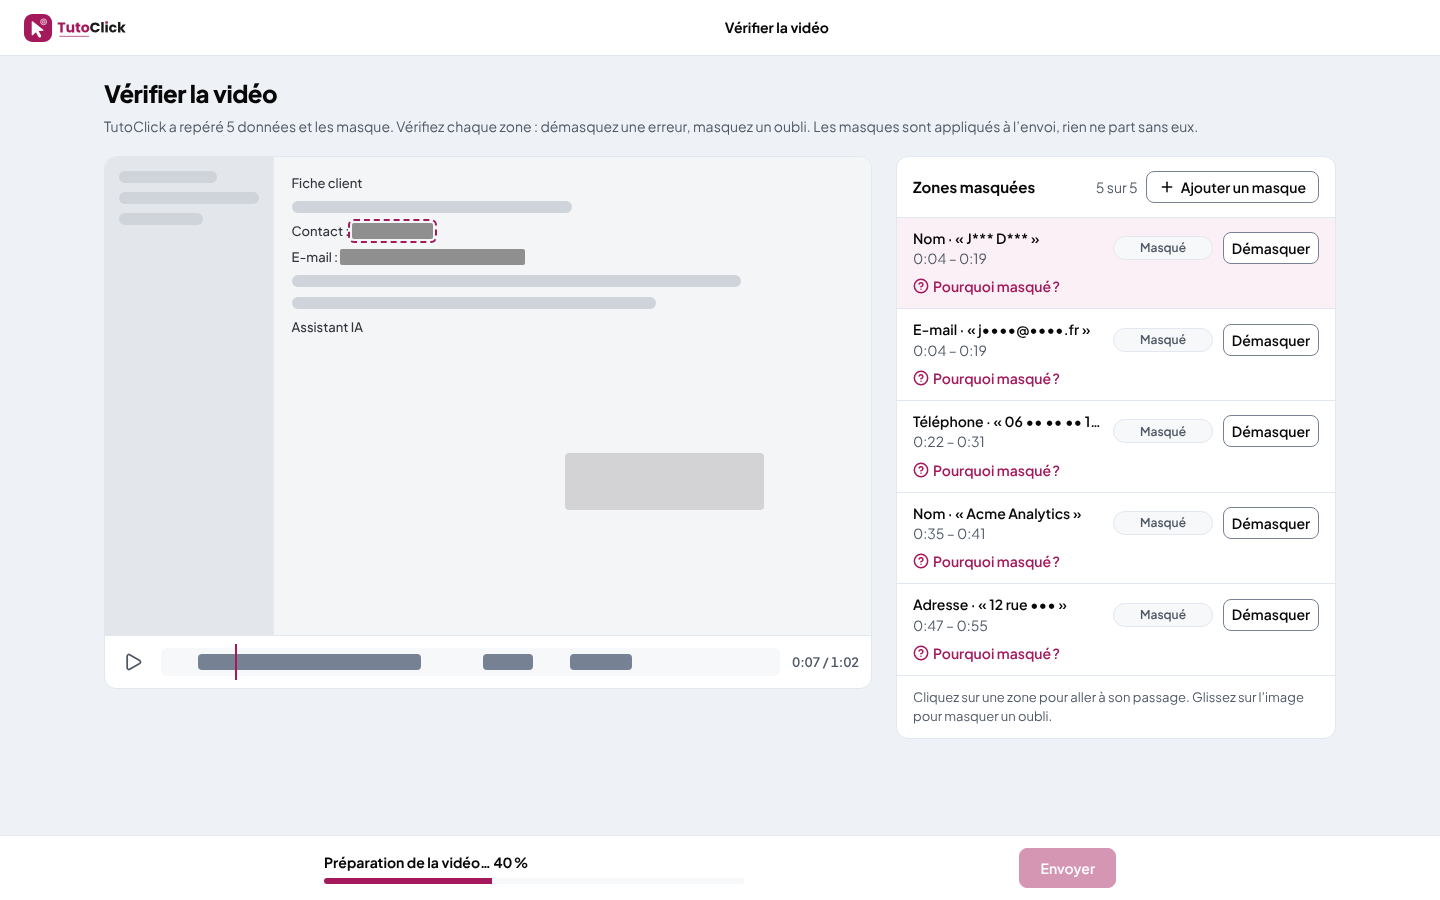 TutoClick
Vérifier la vidéo
Vérifier la vidéo
TutoClick a repéré 5 données et les masque. Vérifiez chaque zone : démasquez une erreur, masquez un oubli. Les masques sont appliqués à l’envoi, rien ne part sans eux.
Fiche client
Contact :
E-mail :
Assistant IA
0:07 / 1:02
Zones masquées
5 sur 5
Ajouter un masque
Nom · « J*** D*** »
0:04 – 0:19
Masqué
Démasquer
Pourquoi masqué ?
E-mail · « j••••@••••.fr »
0:04 – 0:19
Masqué
Démasquer
Pourquoi masqué ?
Téléphone · « 06 •• •• •• 1…
0:22 – 0:31
Masqué
Démasquer
Pourquoi masqué ?
Nom · « Acme Analytics »
0:35 – 0:41
Masqué
Démasquer
Pourquoi masqué ?
Adresse · « 12 rue ••• »
0:47 – 0:55
Masqué
Démasquer
Pourquoi masqué ?
Cliquez sur une zone pour aller à son passage. Glissez sur l’image
pour masquer un oubli.
Préparation de la vidéo… 40 %
Envoyer